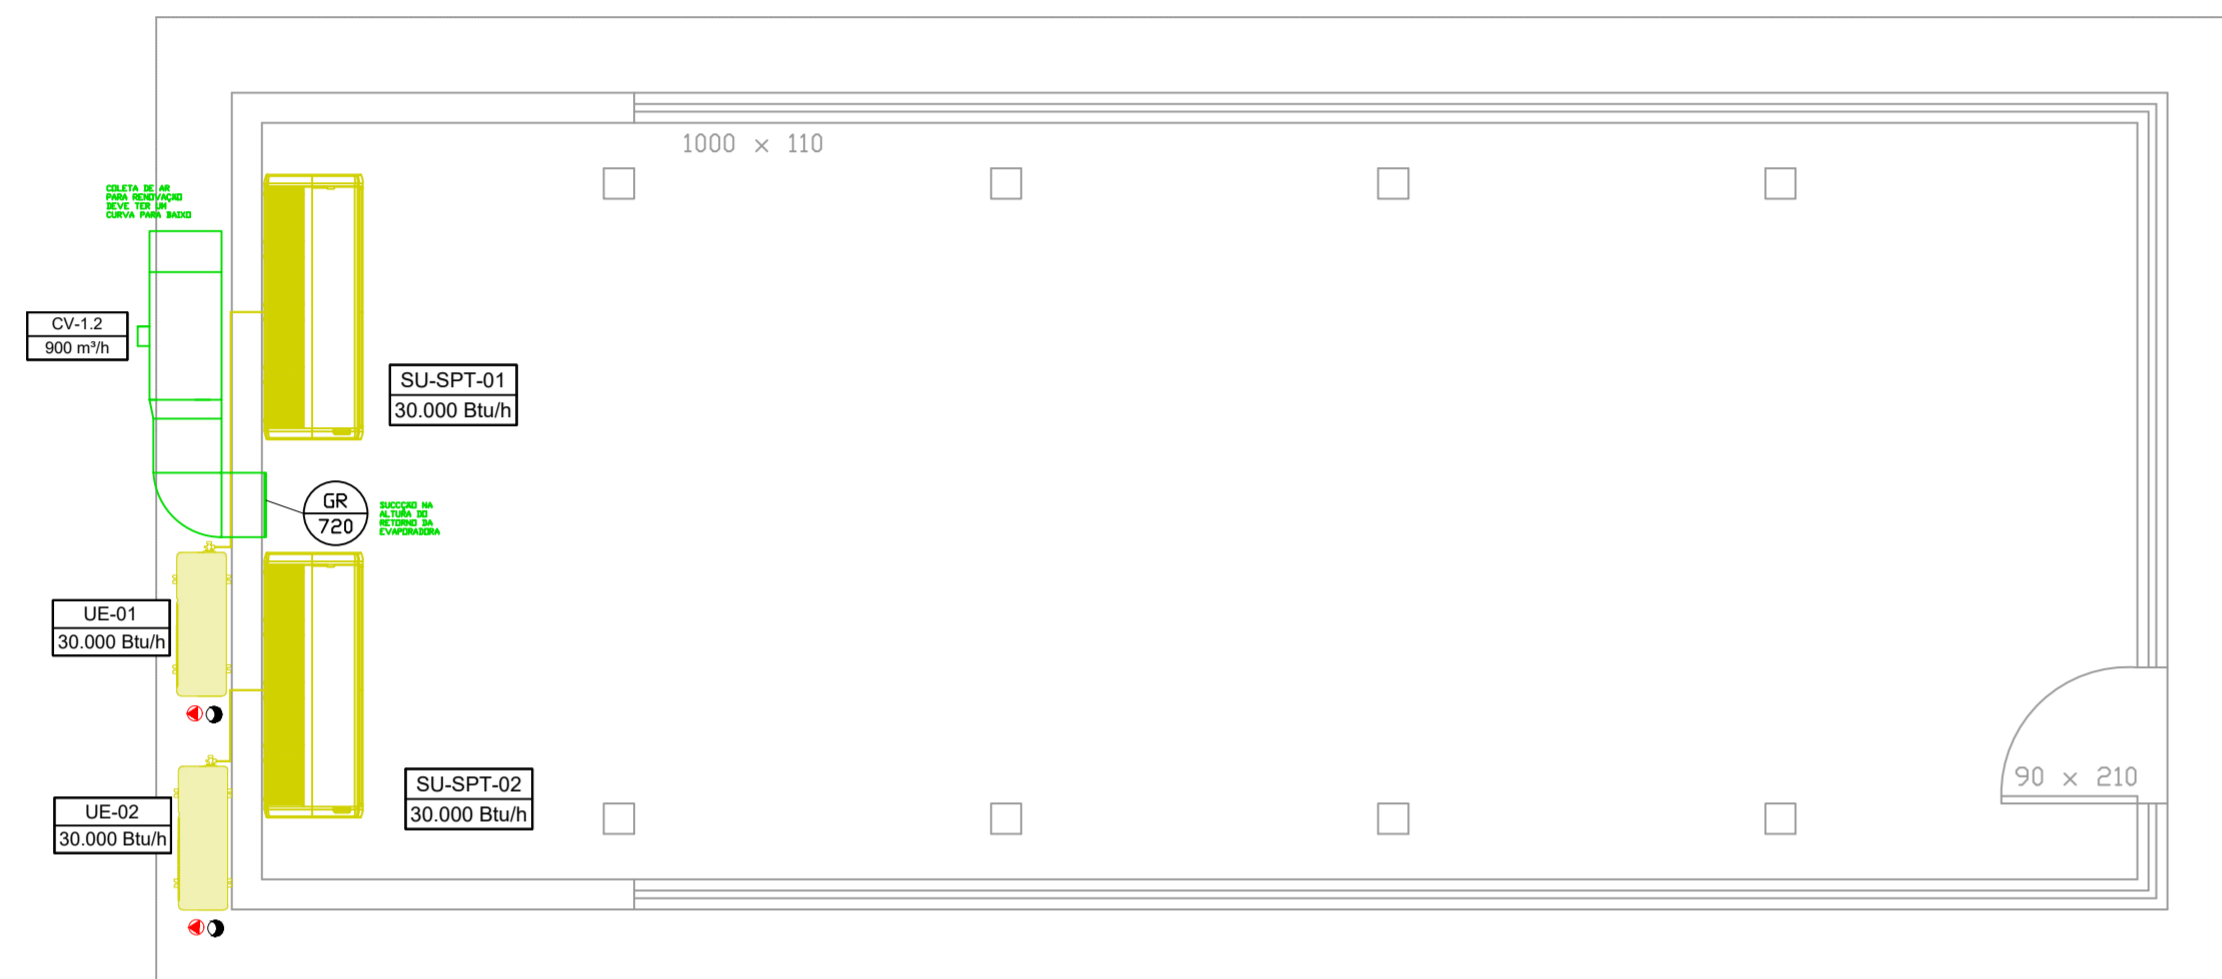 1000 x 110
COLETA DE AR
PARA RENOVAÇÃO
DEVE TER UM
CURVA PARA BAIXO
CV-1.2
900 m³/h
SU-SPT-01
30.000 Btu/h
GR
720
SUCCÇÃO NA
ALTURA DO
RETORNO DA
EVAPORADORA
UE-01
30.000 Btu/h
SU-SPT-02
30.000 Btu/h
UE-02
30.000 Btu/h
90 x 210